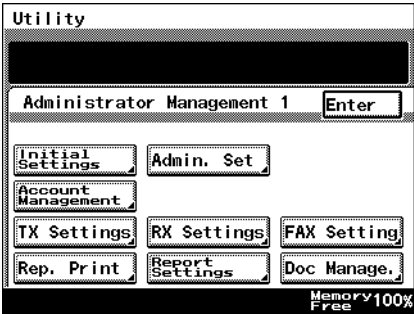 Utility
Administrator Management 1
Enter
Initial
Settings
Admin. Set
Account
Management
TX Settings
RX Settings
FAX Setting
Rep. Print
Report
Settings
Doc Manage.
Memory
Free
100%